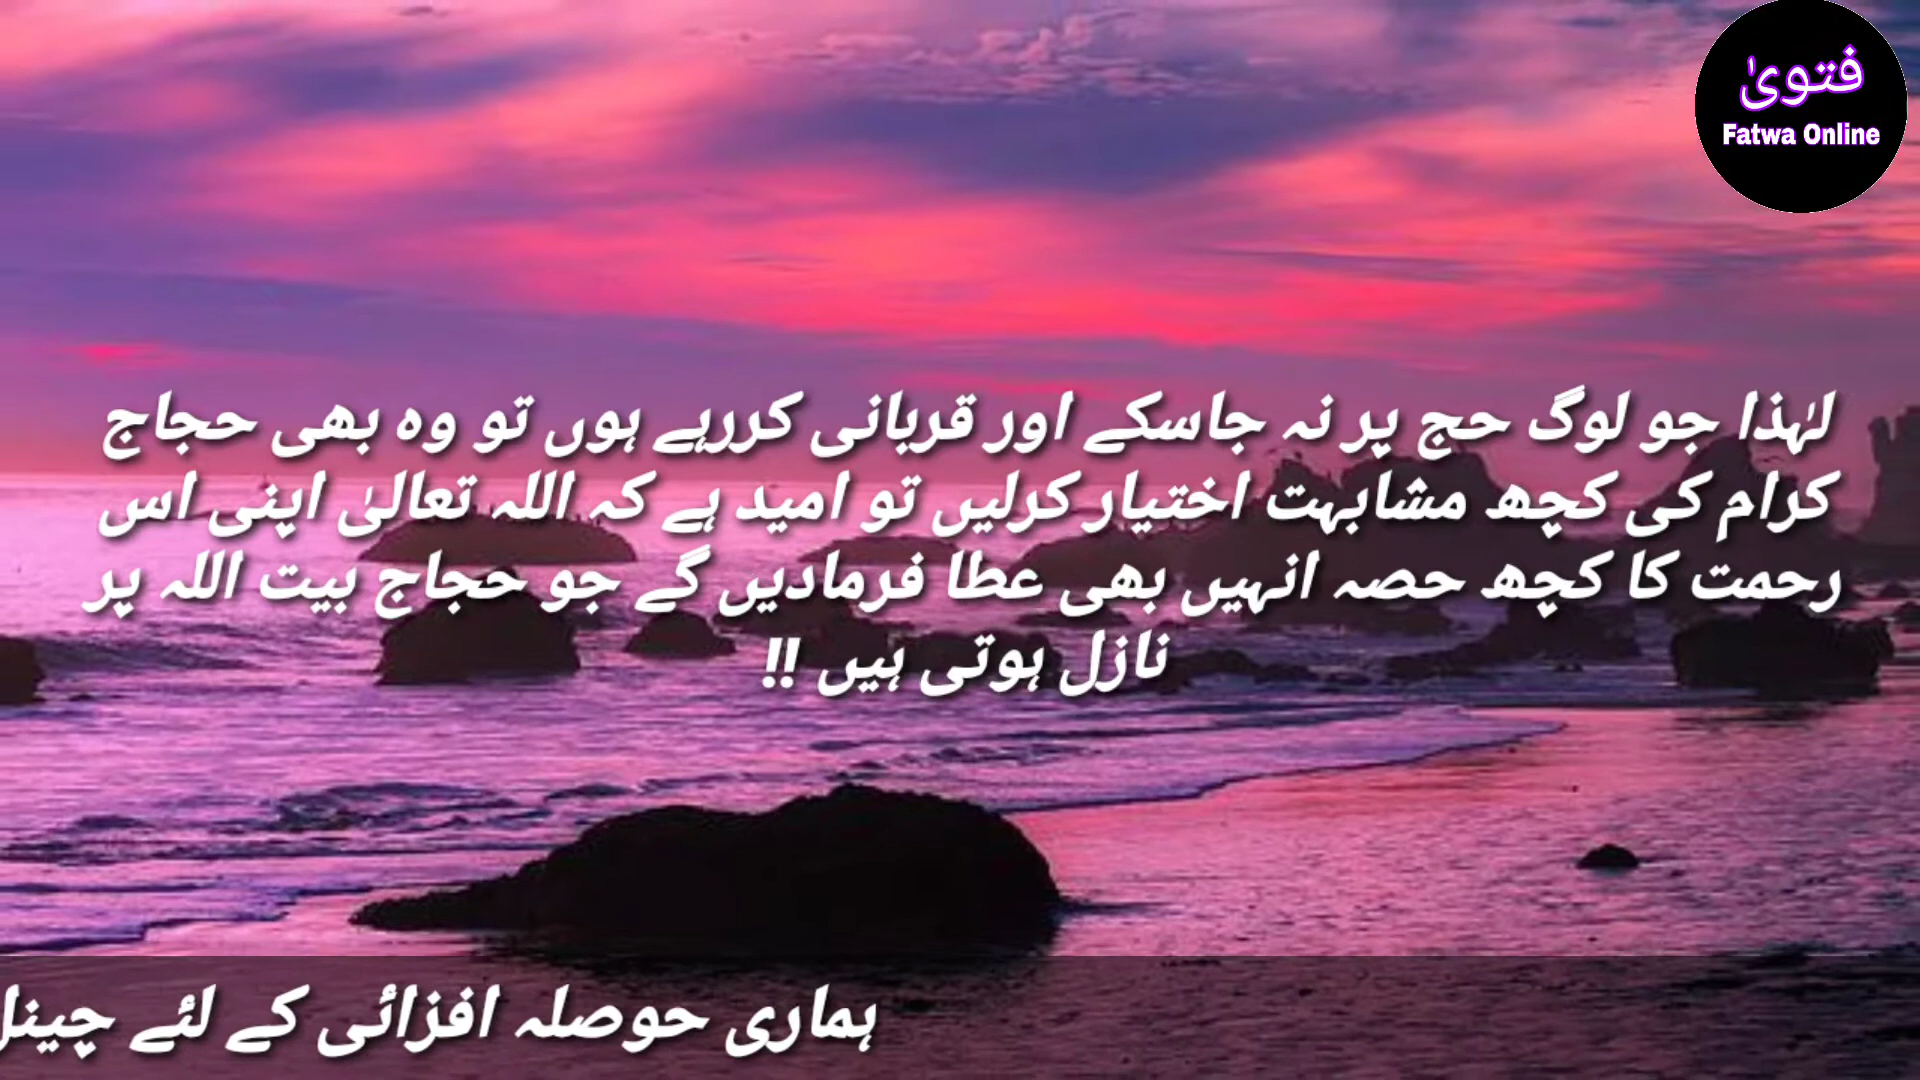 فتویٰ
Fatwa Online
لہٰذا جو لوگ حج پر نہ جاسکے اور قربانی کررہے ہوں تو وہ بھی حجاج
کرام کی کچھ مشابہت اختیار کرلیں تو امید ہے کہ اللہ تعالیٰ اپنی اس
رحمت کا کچھ حصہ انہیں بھی عطا فرمادیں گے جو حجاج بیت اللہ پر
نازل ہوتی ہیں !!
ہماری حوصلہ افزائی کے لئے چینل